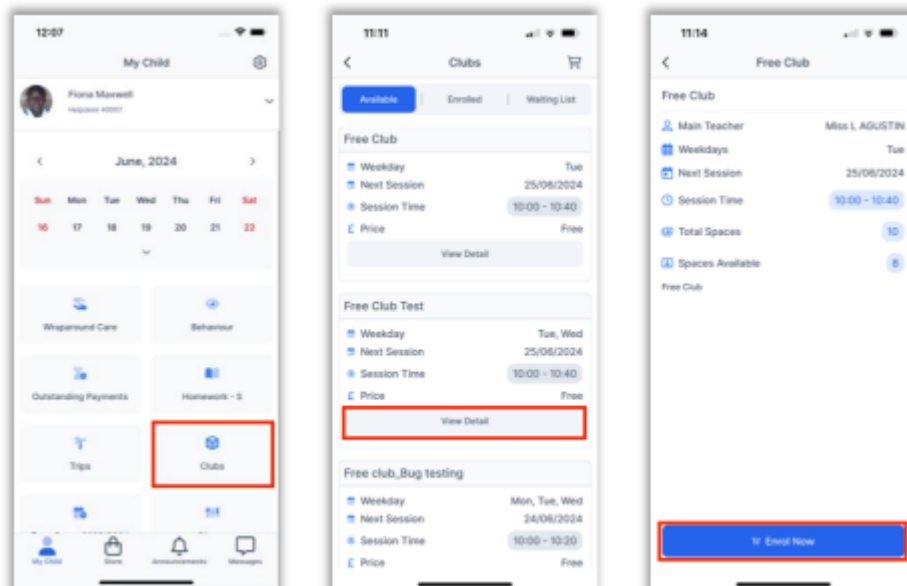 12:07
My Child
Fiona Maxwell
Helpdesk 40007
June, 2024
Sun Mon Tue Wed Thu Fri Sat
16 17 18 19 20 21 22
Wraparound Care
Behaviour
Outstanding Payments
Homework - S
Trips
Clubs
My Child
Store
Announcements
Messages
11:11
Clubs
Available
Enrolled
Waiting List
Free Club
Weekday Tue
Next Session 25/06/2024
Session Time 10:00 - 10:40
£ Price Free
View Detail
Free Club Test
Weekday Tue, Wed
Next Session 25/06/2024
Session Time 10:00 - 10:40
£ Price Free
View Detail
Free club_Bug testing
Weekday Mon, Tue, Wed
Next Session 24/06/2024
Session Time 10:00 - 10:20
£ Price Free
11:14
Free Club
Free Club
Main Teacher Miss L AGUSTIN
Weekdays Tue
Next Session 25/06/2024
Session Time 10:00 - 10:40
Total Spaces 10
Spaces Available 8
Free Club
Enrol Now